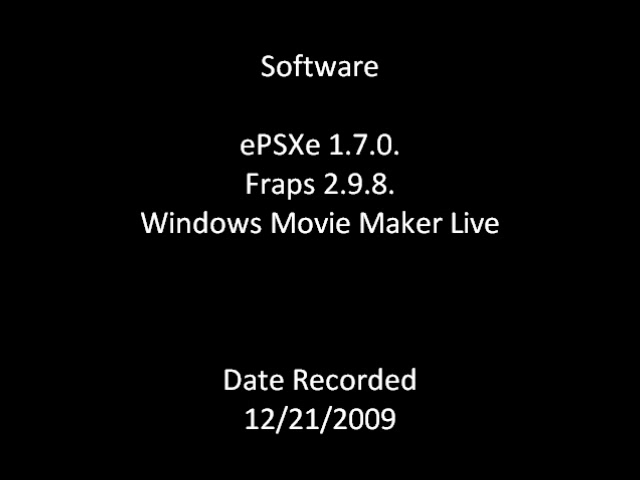 Software
ePSXe 1.7.0.
Fraps 2.9.8.
Windows Movie Maker Live
Date Recorded
12/21/2009